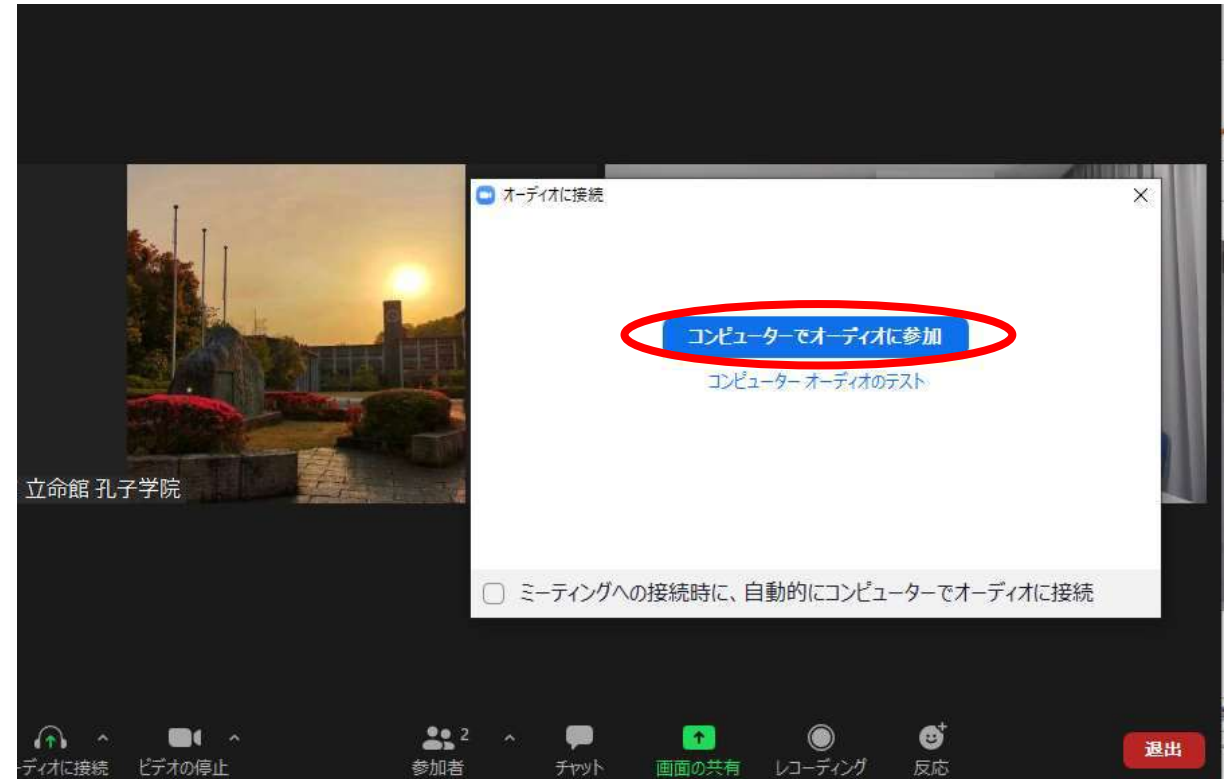 オーディオに接続
コンピューターでオーディオに参加
コンピューター オーディオのテスト
立命館 孔子学院
ミーティングへの接続時に、自動的にコンピューターでオーディオに接続
ディオに接続
ビデオの停止
2
参加者
チャット
画面の共有
レコーディング
反応
退出